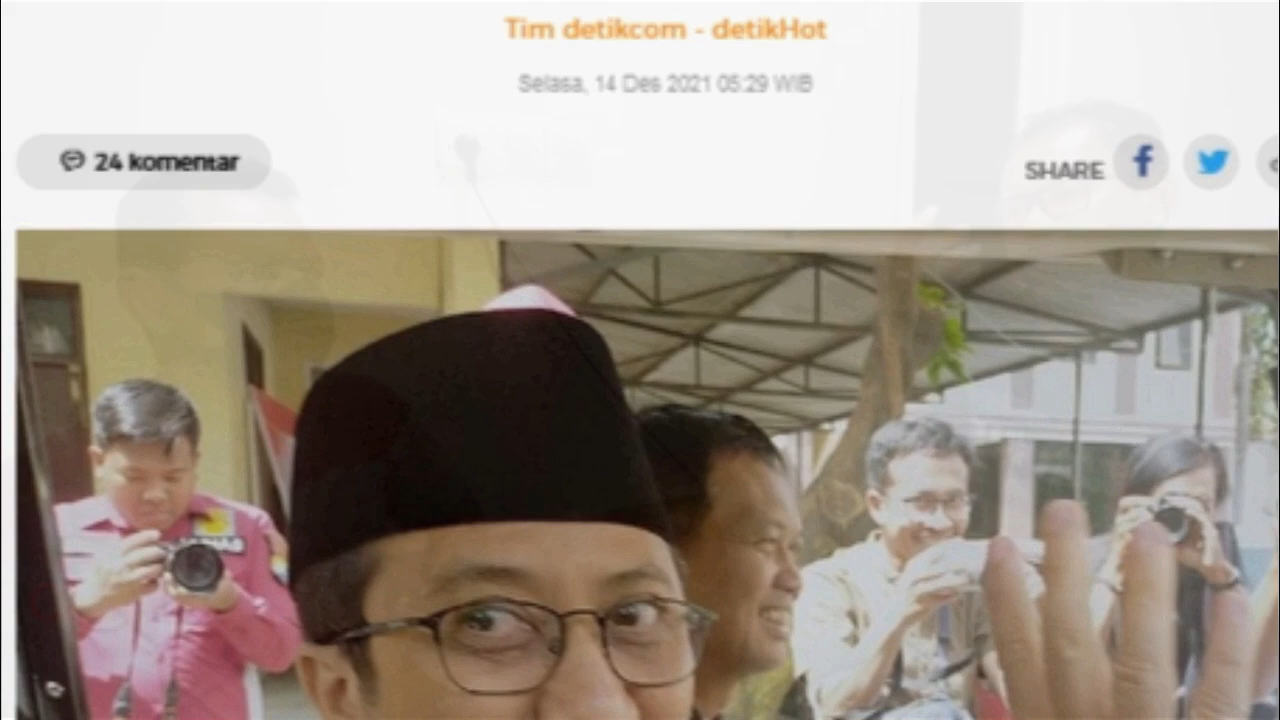 Tim detikcom - detikHot
Selasa, 14 Des 2021 05:29 WIB
24 komentar
SHARE